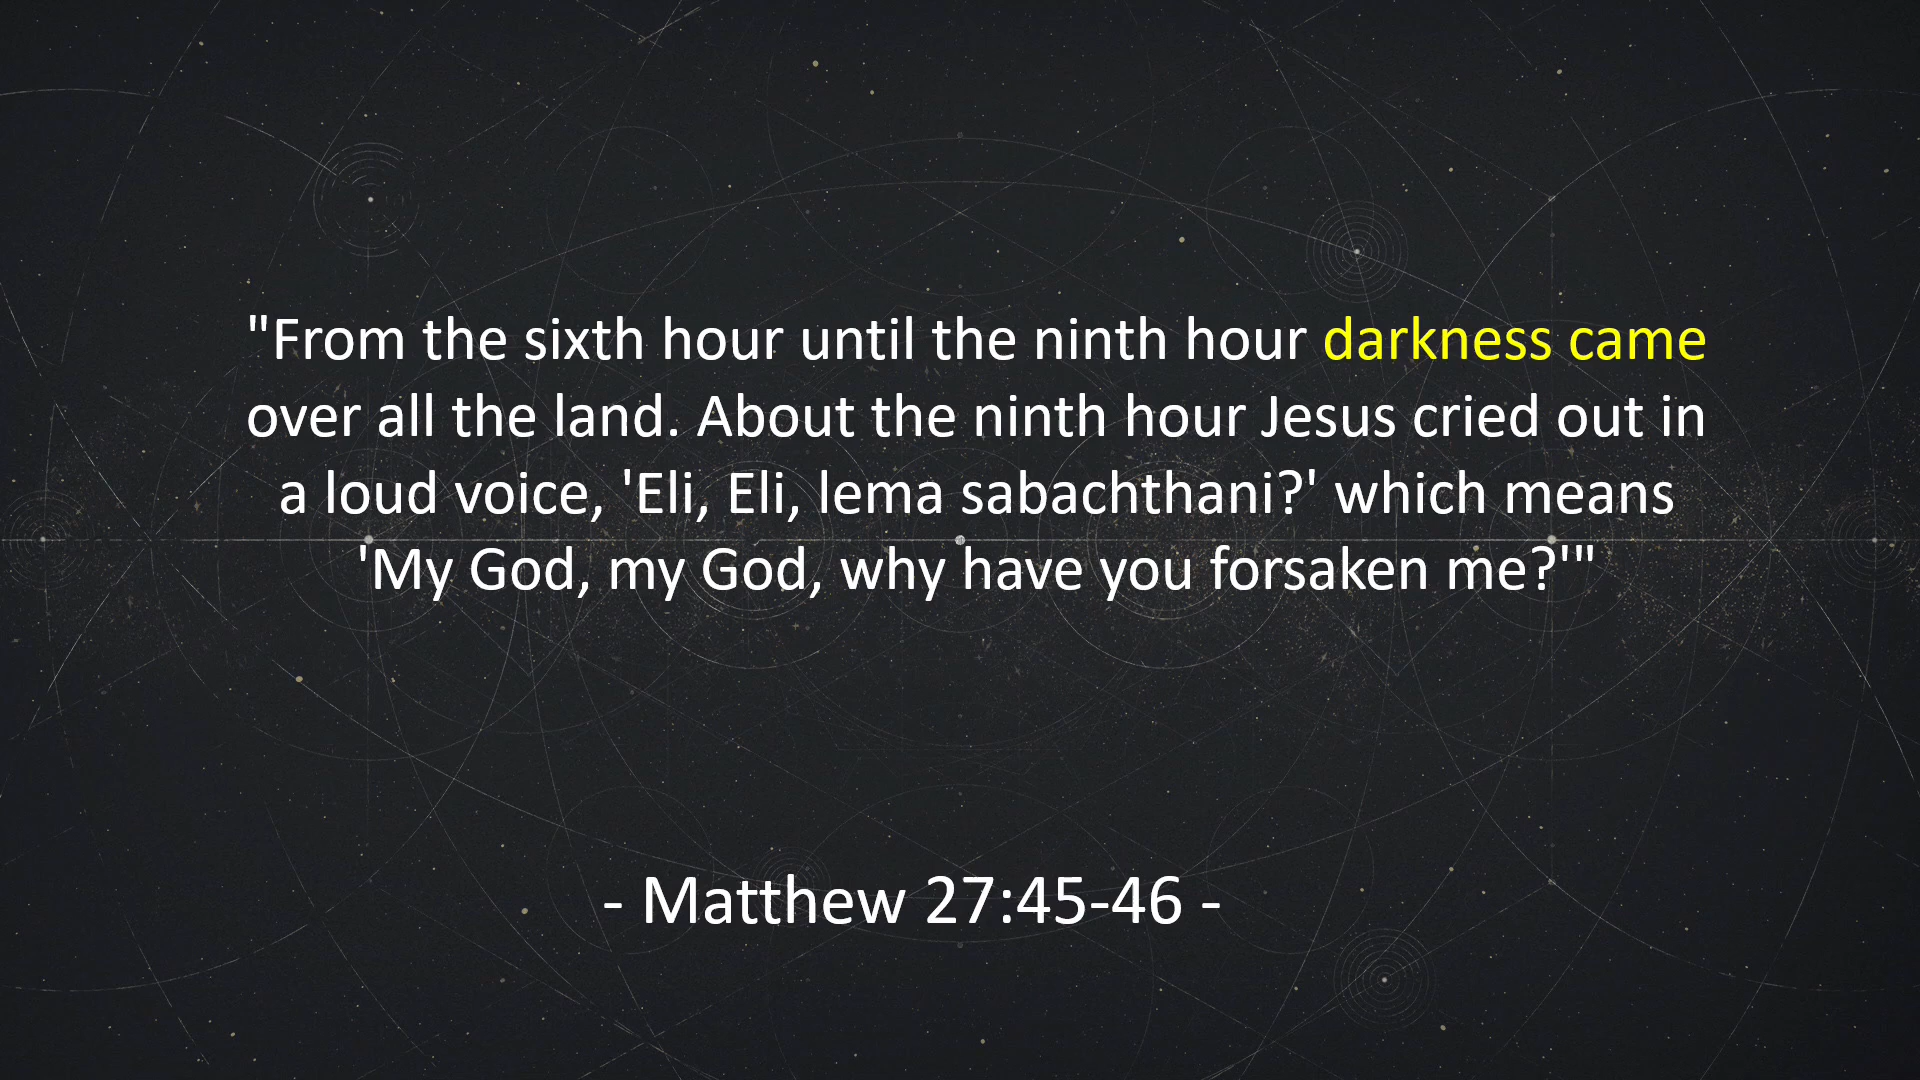 "From the sixth hour until the ninth hour darkness came
over all the land. About the ninth hour Jesus cried out in
a loud voice, 'Eli, Eli, lema sabachthani?' which means
'My God, my God, why have you forsaken me?'"
- Matthew 27:45-46 -